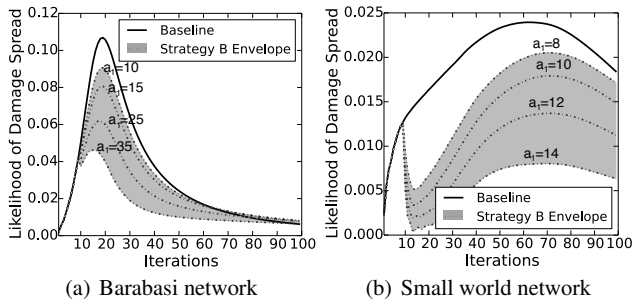 Likelihood of Damage Spread
0.12
0.10
0.08
0.06
0.04
0.02
0.00
Baseline
Strategy B Envelope
a1=10
a1=15
a1=25
a1=35
10 20 30 40 50 60 70 80 90 100
Iterations
(a) Barabasi network
Likelihood of Damage Spread
0.025
0.020
0.015
0.010
0.005
0.000
a1=8
a1=10
a1=12
a1=14
Baseline
Strategy B Envelope
10 20 30 40 50 60 70 80 90 100
Iterations
(b) Small world network